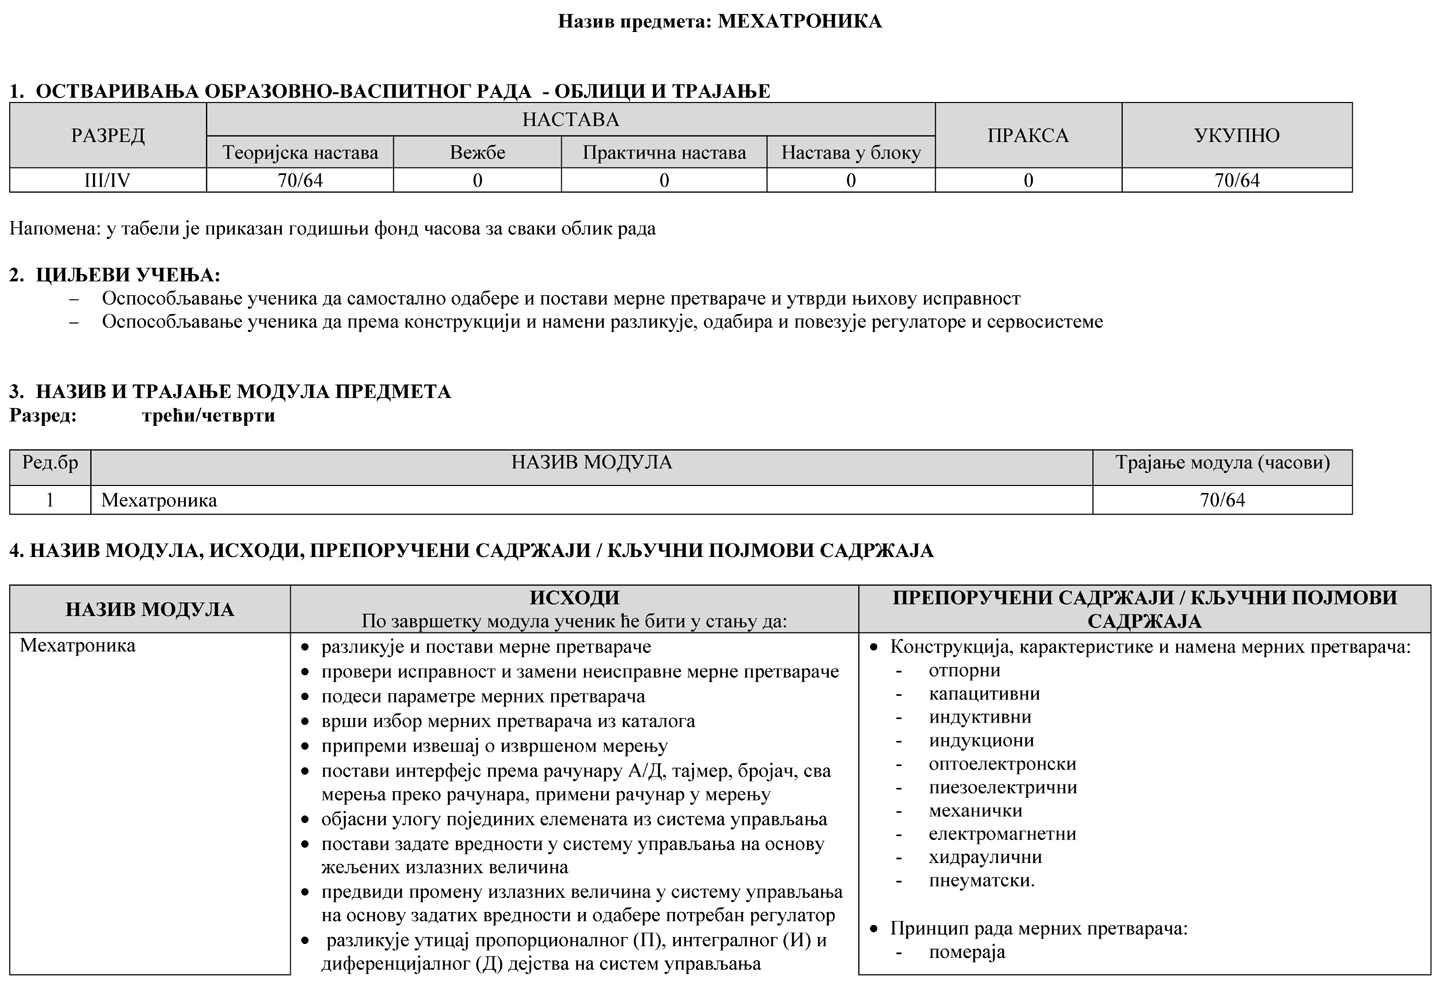 Назив предмета: МЕХАТРОНИКА
1. ОСТВАРИВАЊА ОБРАЗОВНО-ВАСПИТНОГ РАДА - ОБЛИЦИ И ТРАЈАЊЕ
РАЗРЕД
НАСТАВА
ПРАКСА
УКУПНО
Теоријска настава
Вежбе
Практична настава
Настава у блоку
III/IV
70/64
0
0
0
0
70/64
Напомена: у табели је приказан годишњи фонд часова за сваки облик рада
2. ЦИЉЕВИ УЧЕЊА:
– Оспособљавање ученика да самостално одабере и постави мерне претвараче и утврди њихову исправност
– Оспособљавање ученика да према конструкцији и намени разликује, одабира и повезује регулаторе и сервосистеме
3. НАЗИВ И ТРАЈАЊЕ МОДУЛА ПРЕДМЕТА
Разред: трећи/четврти
Ред.бр
НАЗИВ МОДУЛА
Трајање модула (часови)
1
Мехатроника
70/64
4. НАЗИВ МОДУЛА, ИСХОДИ, ПРЕПОРУЧЕНИ САДРЖАЈИ / КЉУЧНИ ПОЈМОВИ САДРЖАЈА
НАЗИВ МОДУЛА
ИСХОДИ
По завршетку модула ученик ће бити у стању да:
ПРЕПОРУЧЕНИ САДРЖАЈИ / КЉУЧНИ ПОЈМОВИ
САДРЖАЈА
Мехатроника
• разликује и постави мерне претвараче
• провери исправност и замени неисправне мерне претвараче
• подеси параметре мерних претварача
• врши избор мерних претварача из каталога
• припреми извешај о извршеном мерењу
• постави интерфејс према рачунару А/Д, тајмер, бројач, сва
мерења преко рачунара, примени рачунар у мерењу
• објасни улогу појединих елемената из система управљања
• постави задате вредности у систему управљања на основу
жељених излазних величина
• предвиди промену излазних величина у систему управљања
на основу задатих вредности и одабере потребан регулатор
• разликује утицај пропорционалног (П), интегралног (И) и
диференцијалног (Д) дејства на систем управљања
• Конструкција, карактеристике и намена мерних претварача:
- отпорни
- капацитивни
- индуктивни
- индукциони
- оптоелектронски
- пиезоелектрични
- механички
- електромагнетни
- хидраулични
- пнеуматски.
• Принцип рада мерних претварача:
- помераја